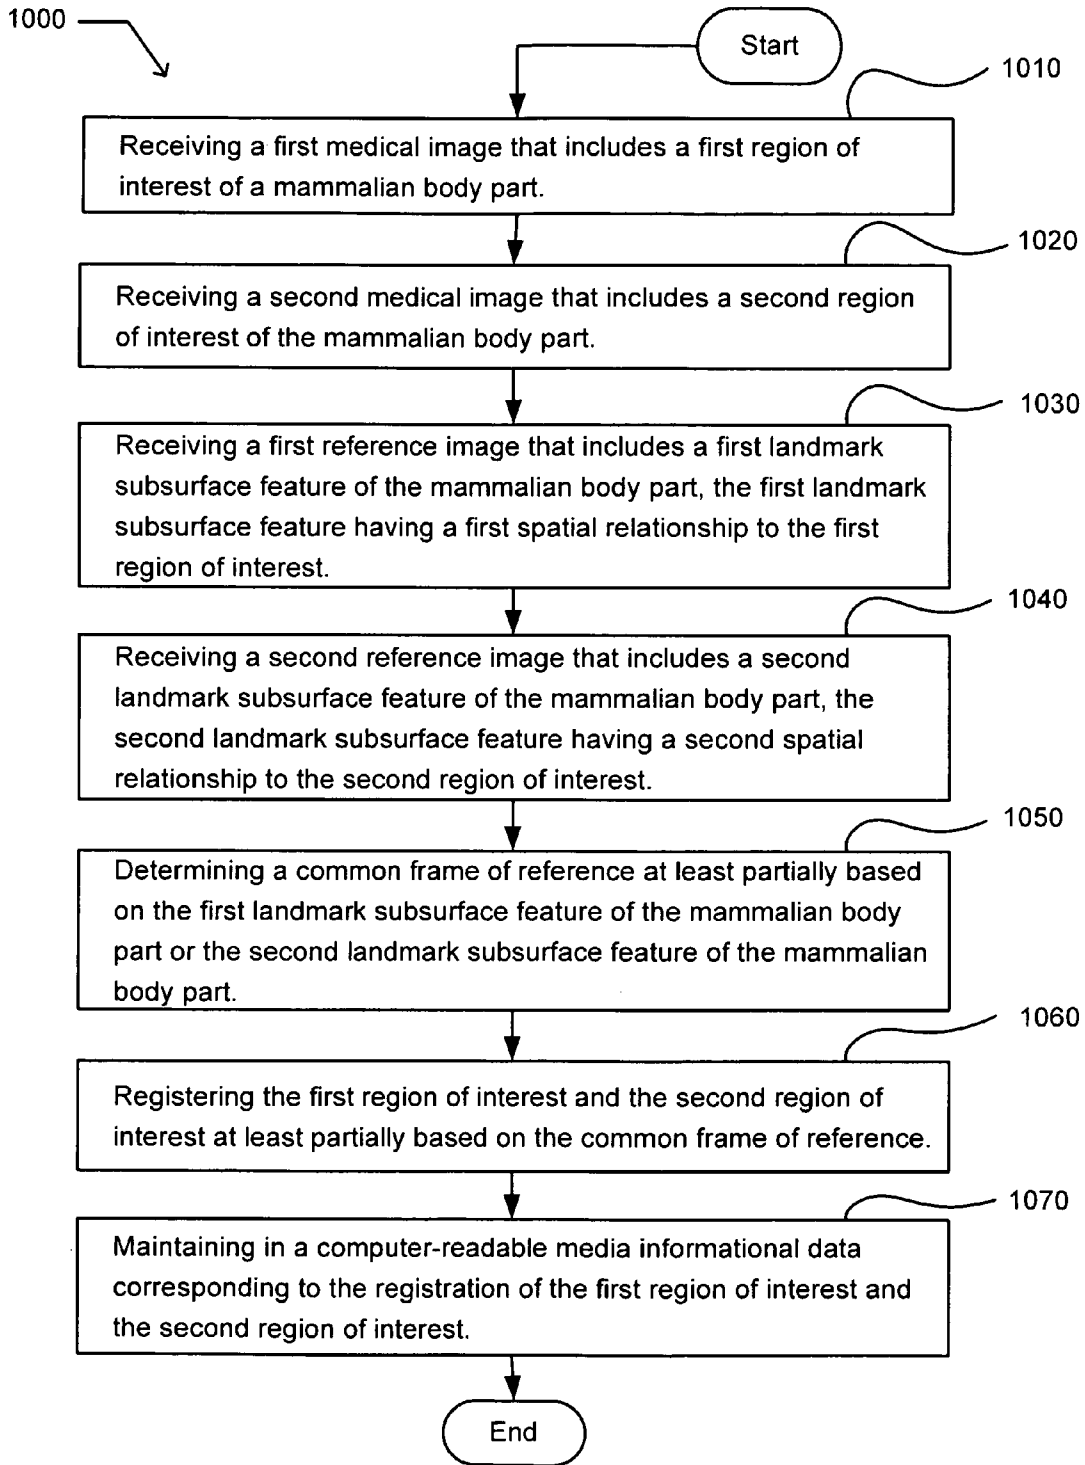 1000
Start
1010
Receiving a first medical image that includes a first region of
interest of a mammalian body part.
1020
Receiving a second medical image that includes a second region
of interest of the mammalian body part.
1030
Receiving a first reference image that includes a first landmark
subsurface feature of the mammalian body part, the first landmark
subsurface feature having a first spatial relationship to the first
region of interest.
1040
Receiving a second reference image that includes a second
landmark subsurface feature of the mammalian body part, the
second landmark subsurface feature having a second spatial
relationship to the second region of interest.
1050
Determining a common frame of reference at least partially based
on the first landmark subsurface feature of the mammalian body
part or the second landmark subsurface feature of the mammalian
body part.
1060
Registering the first region of interest and the second region of
interest at least partially based on the common frame of reference.
1070
Maintaining in a computer-readable media informational data
corresponding to the registration of the first region of interest and
the second region of interest.
End